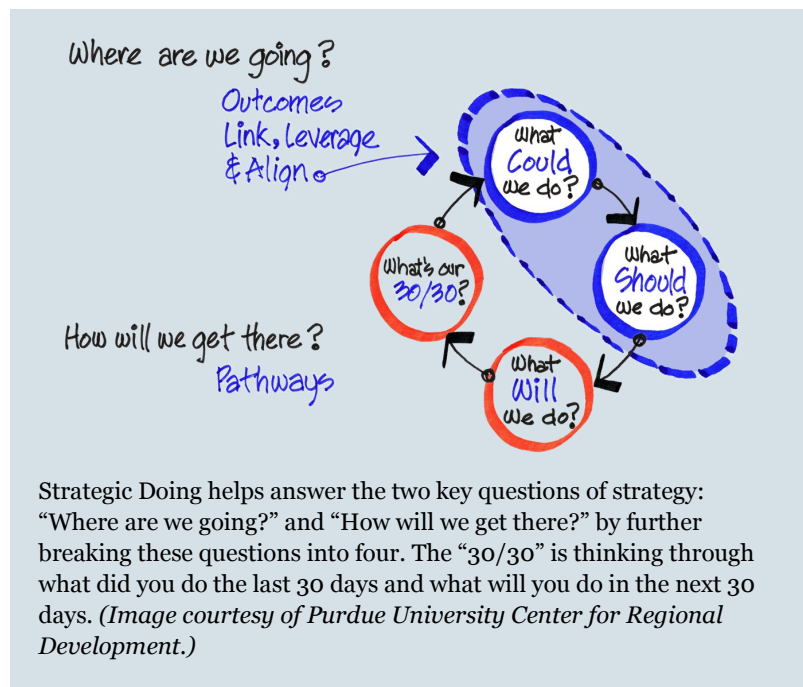 Where are we going?
Outcomes
Link, Leverage
& Align
What
Could
we do?
What
Should
we do?
What's our
30/30?
How will we get there?
Pathways
What
Will
We do?
Strategic Doing helps answer the two key questions of strategy:
“Where are we going?” and “How will we get there?” by further
breaking these questions into four. The “30/30” is thinking through
what did you do the last 30 days and what will you do in the next 30
days. (Image courtesy of Purdue University Center for Regional
Development.)